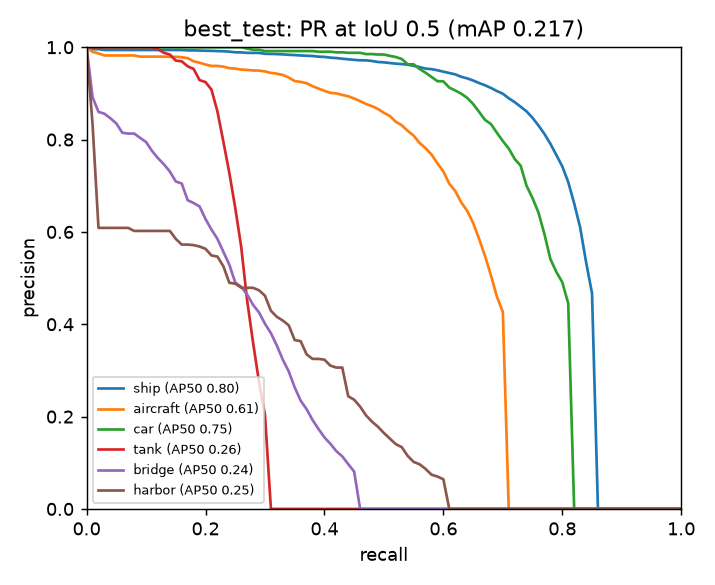 best_test: PR at IoU 0.5 (mAP 0.217)
precision
1.0
0.8
0.6
0.4
0.2
0.0
ship (AP50 0.80)
aircraft (AP50 0.61)
car (AP50 0.75)
tank (AP50 0.26)
bridge (AP50 0.24)
harbor (AP50 0.25)
0.0 0.2 0.4 0.6 0.8 1.0
recall